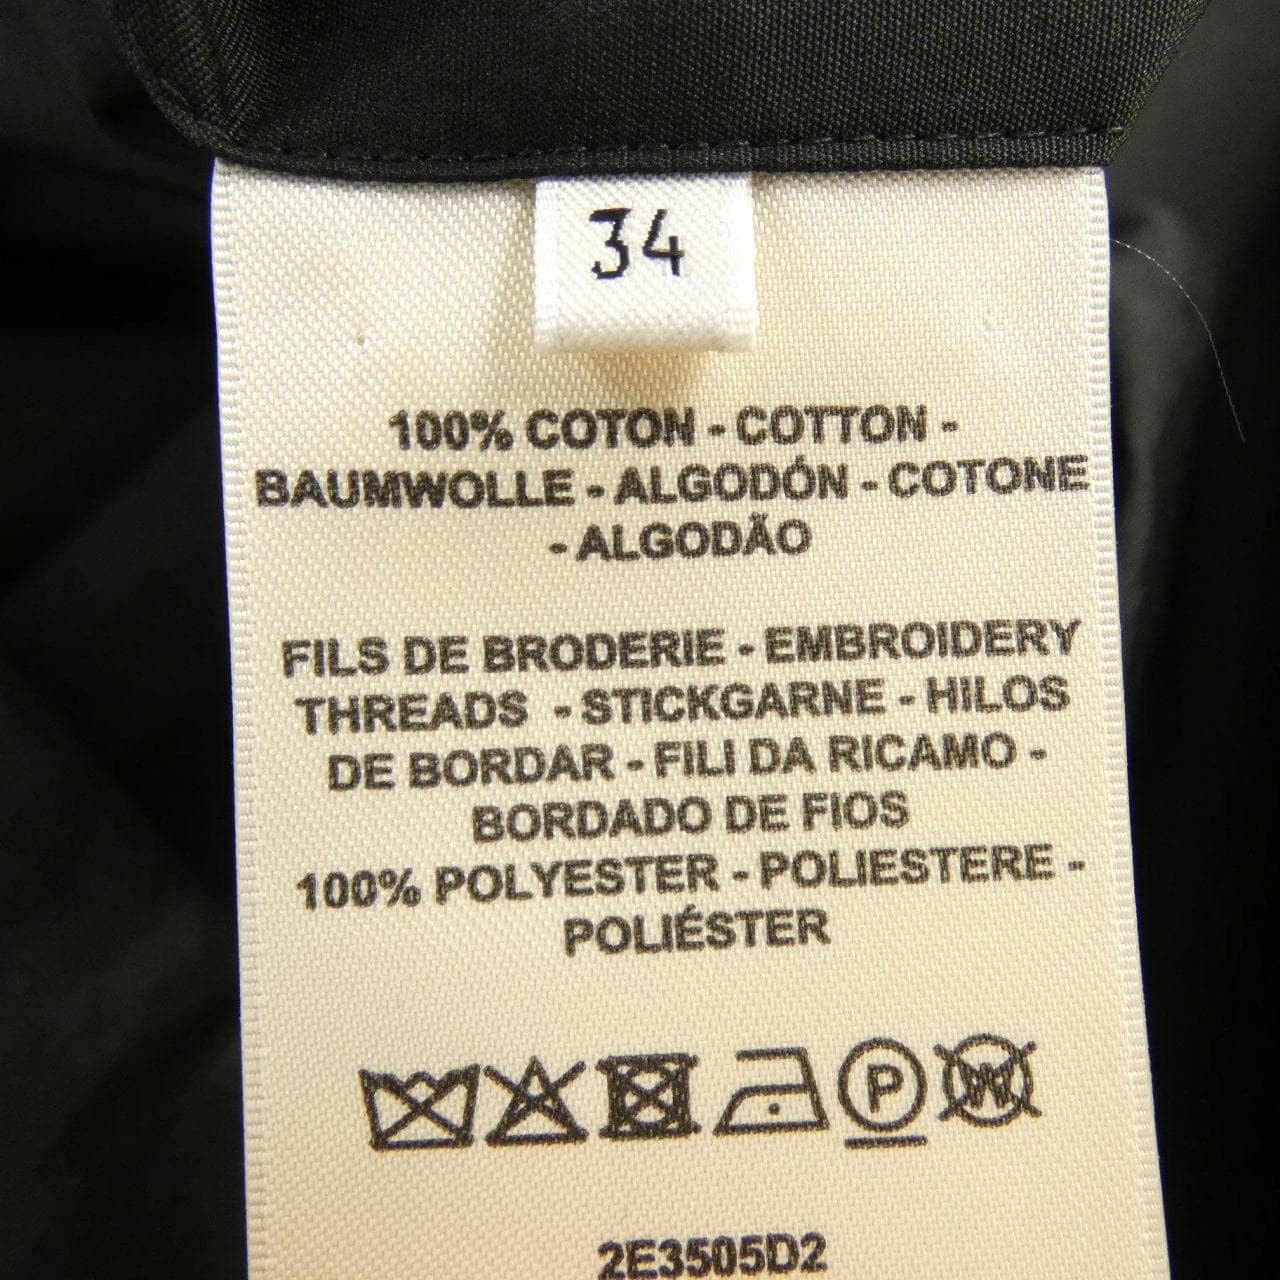 34
100% COTON - COTTON -
BAUMWOLLE - ALGODÓN - COTONE
- ALGODÃO
FILS DE BRODERIE - EMBROIDERY
THREADS - STICKGARNE - HILOS
DE BORDAR - FILI DA RICAMO -
BORDADO DE FIOS
100% POLYESTER - POLIESTERE -
POLIÉSTER
P W
2E3505D2